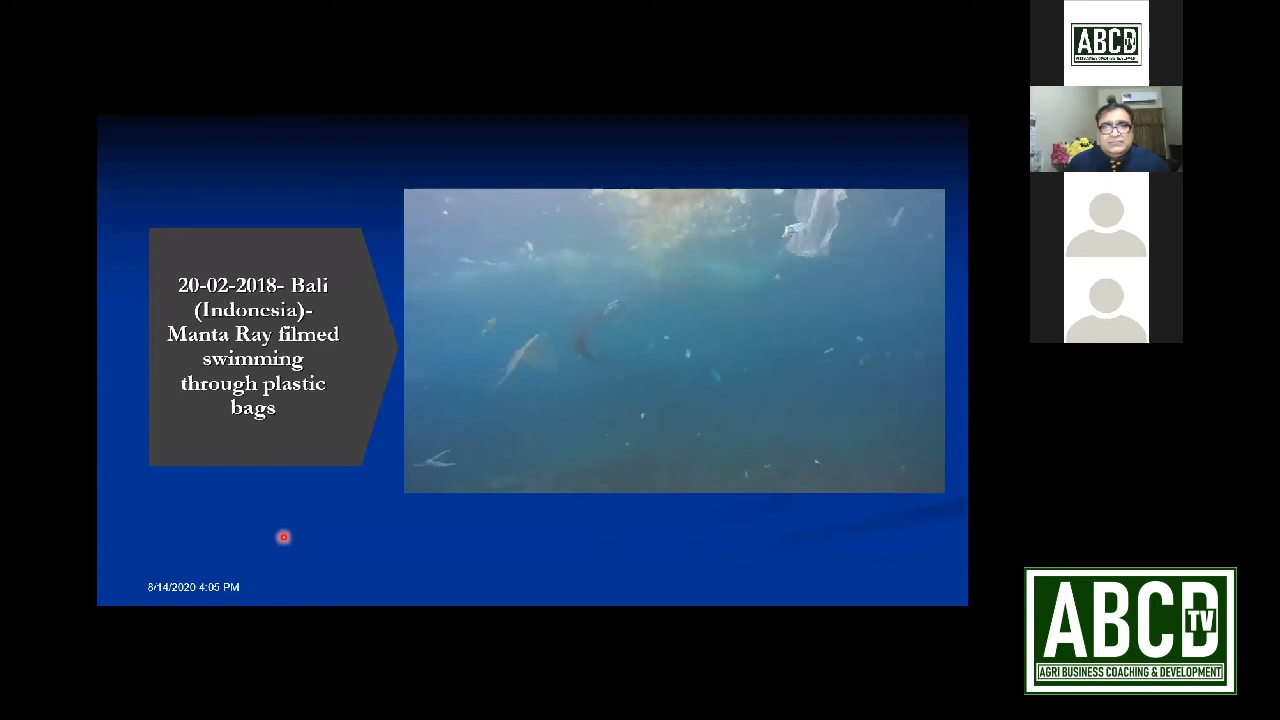 ABCD
TV
20-02-2018- Bali
(Indonesia)-
Manta Ray filmed
swimming
through plastic
bags
8/14/2020 4:05 PM
ABCD
TV
AGRI BUSINESS COACHING & DEVELOPMENT